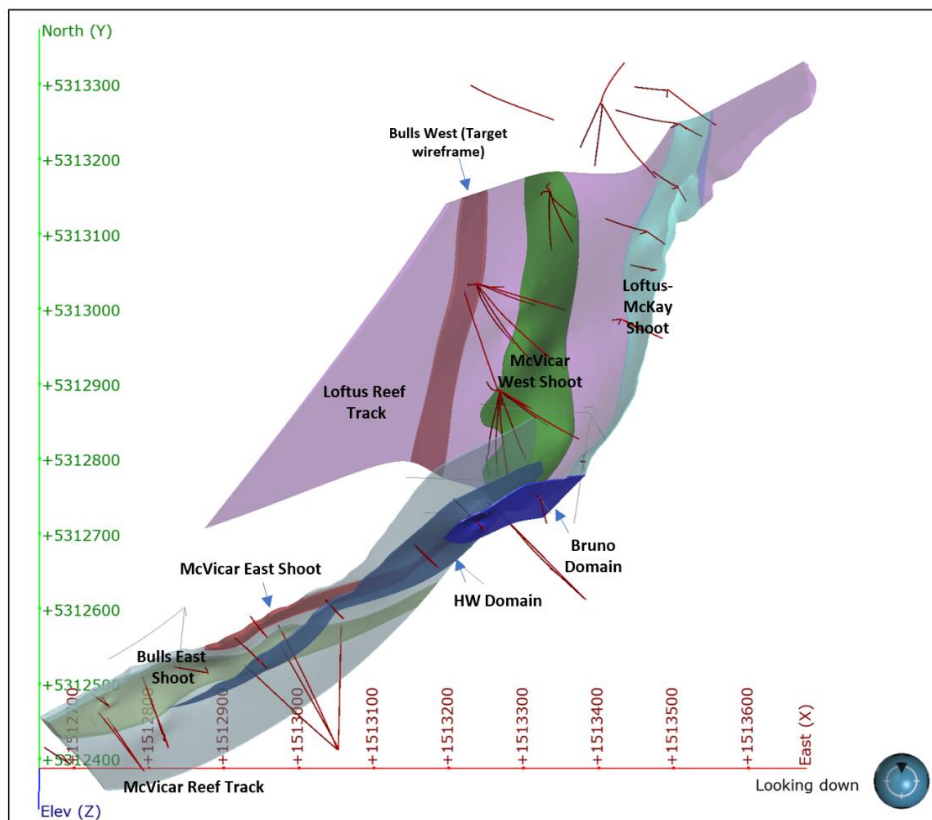 North (Y)
+5313300
Bulls West (Target
wireframe)
+5313200
+5313100
+5313000
Loftus-
McKay
Shoot
+5312900
McVicar
West Shoot
Loftus Reef
Track
+5312800
+5312700
Bruno
Domain
McVicar East Shoot
HW Domain
+5312600
Bulls East
Shoot
+5312500
+5312400
+1512700
+1512800
+1512900
+1513000
+1513100
+1513200
+1513300
+1513400
+1513500
+1513600
East (X)
McVicar Reef Track
Looking down
Elev (Z)